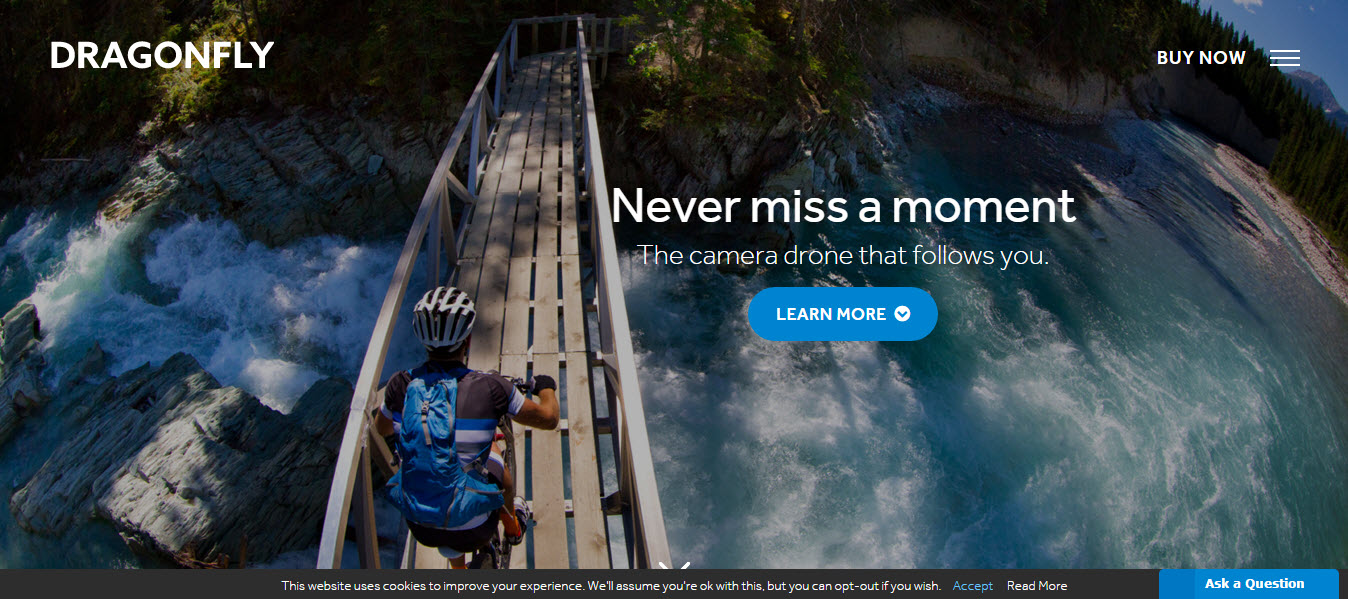 DRAGONFLY
BUY NOW
Never miss a moment
The camera drone that follows you.
LEARN MORE
This website uses cookies to improve your experience. We'll assume you're ok with this, but you can opt-out if you wish. Accept Read More
Ask a Question